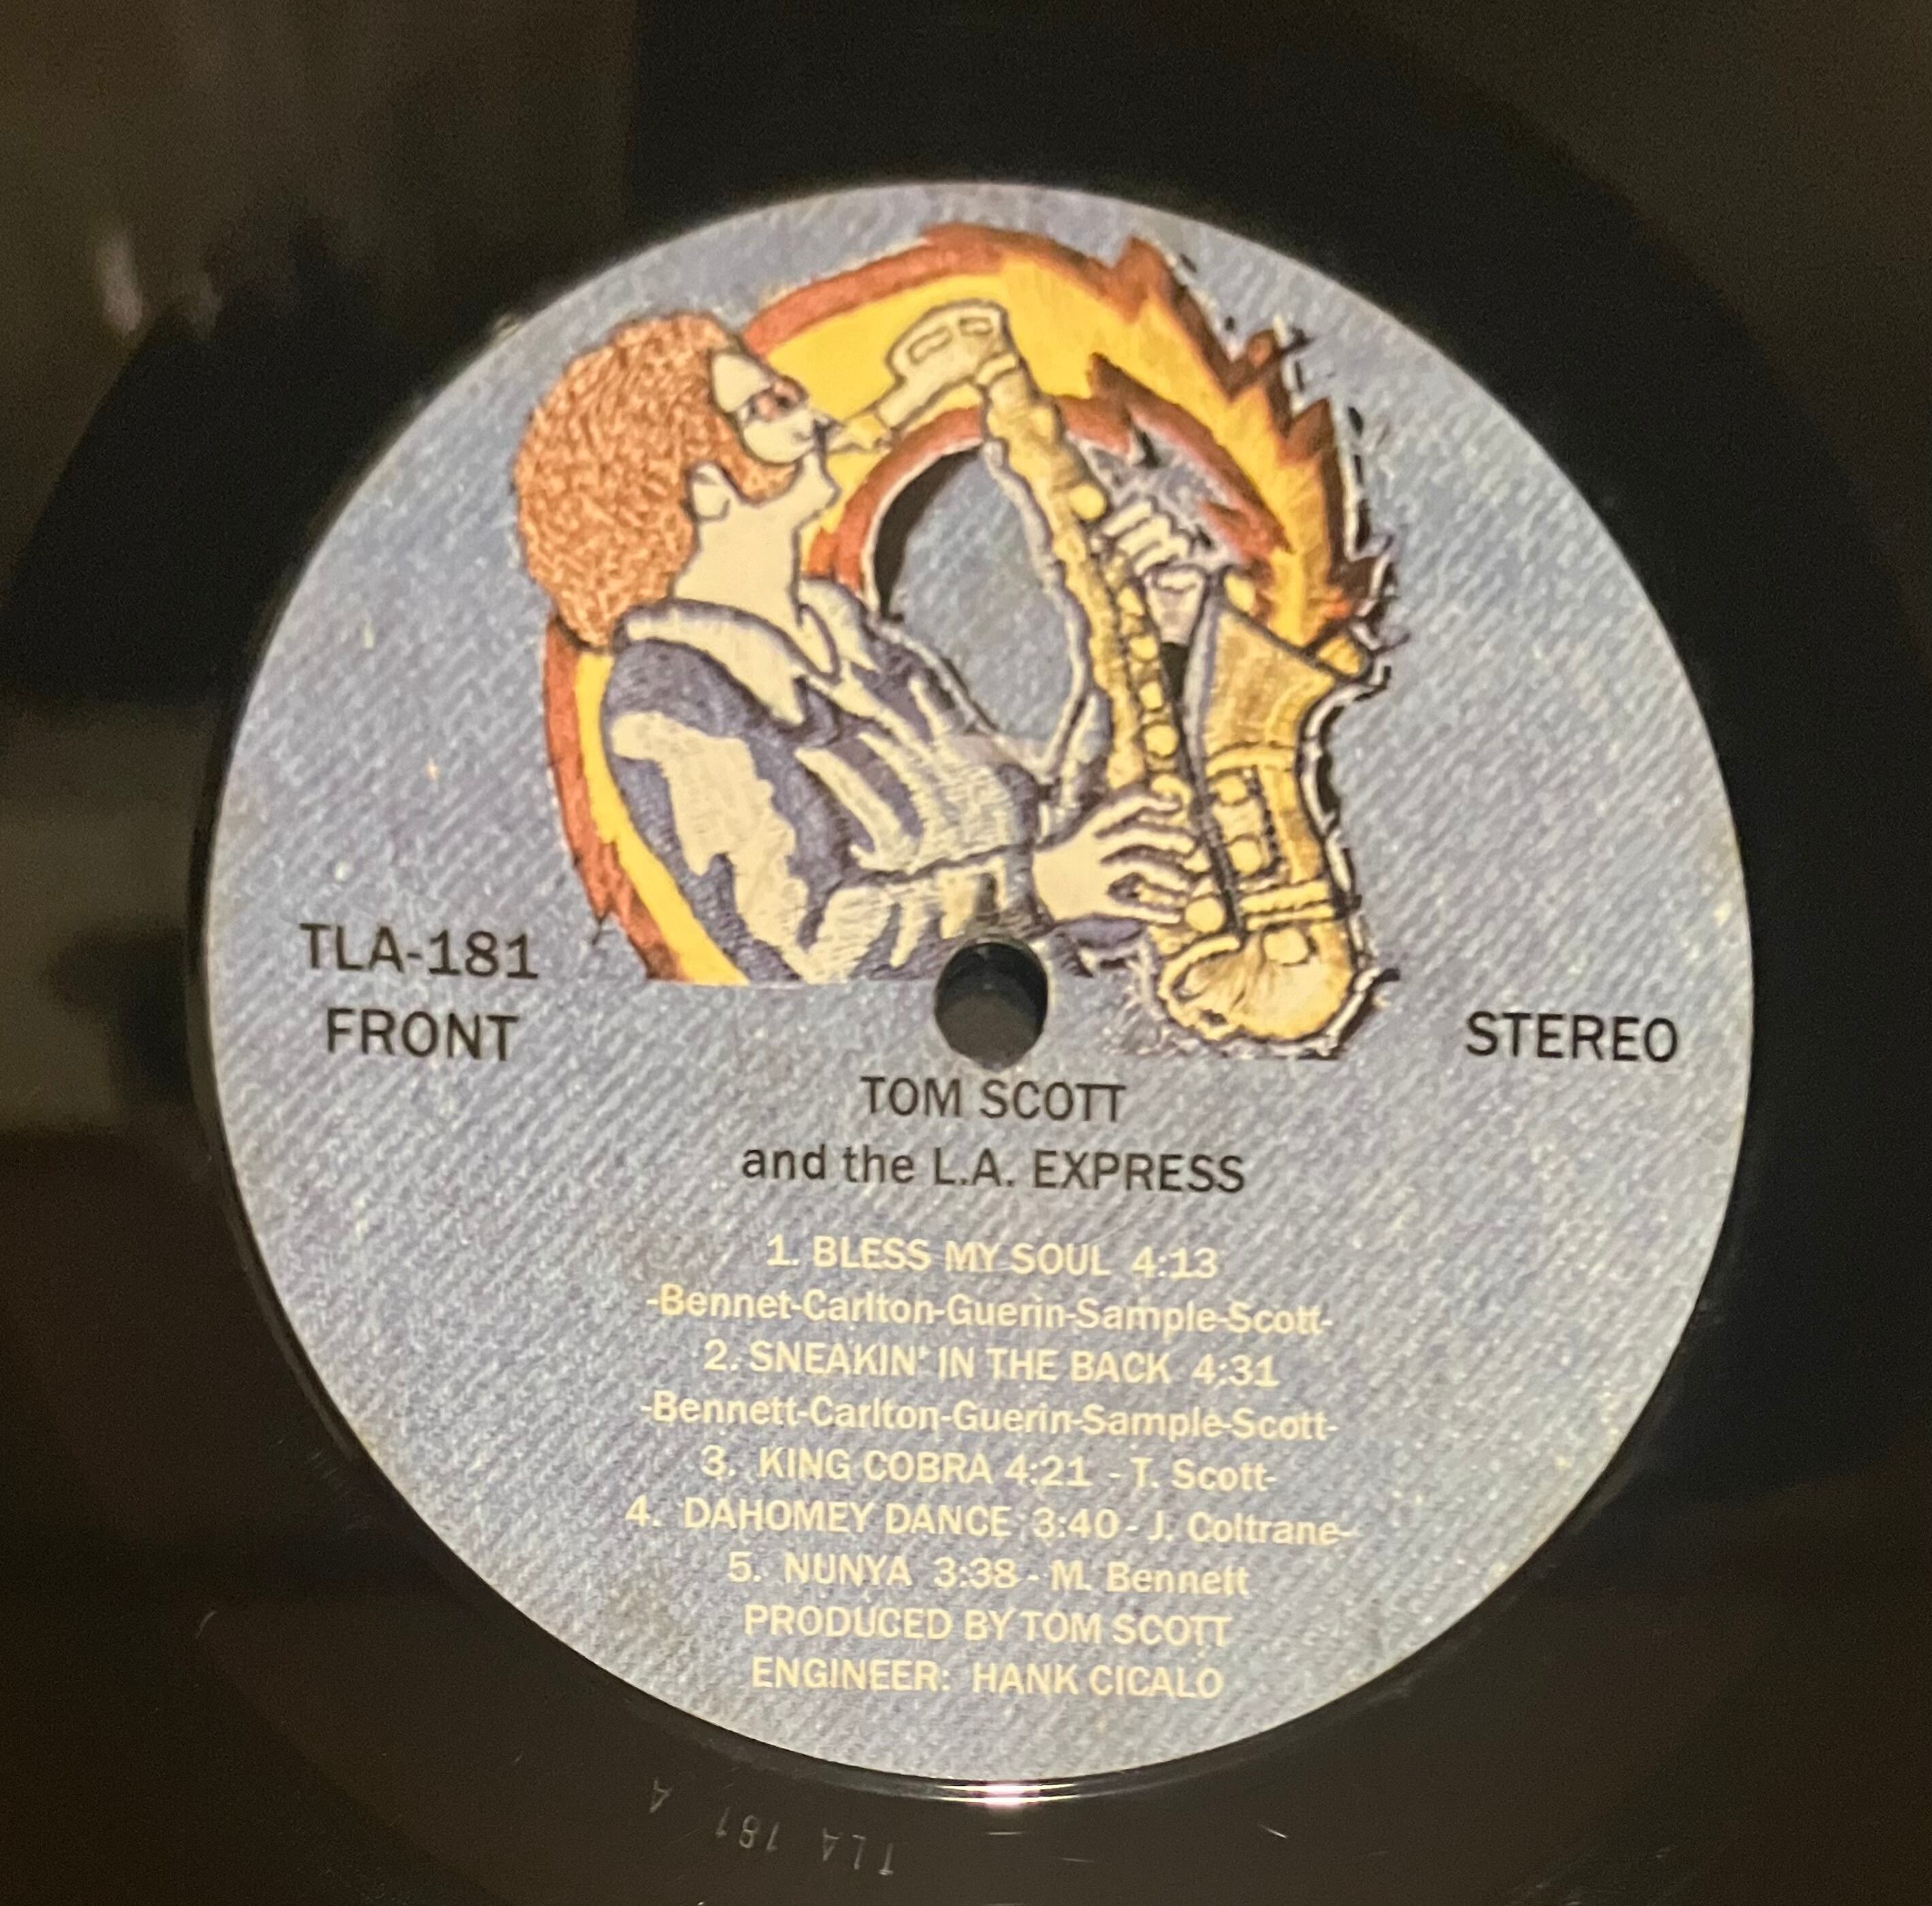 TLA-181
FRONT
STEREO
TOM SCOTT
and the L.A. EXPRESS
1. BLESS MY SOUL 4:13
-Bennet-Carlton-Guerin-Sample-Scott-
2. SNEAKIN' IN THE BACK 4:31
-Bennett-Carlton-Guerin-Sample-Scott-
3. KING COBRA 4:21 - T. Scott-
4. DAHOMEY DANCE 3:40 - J. Coltrane-
5. NUNYA 3:38 - M. Bennett
PRODUCED BY TOM SCOTT
ENGINEER: HANK CICALO
TLA 181 A